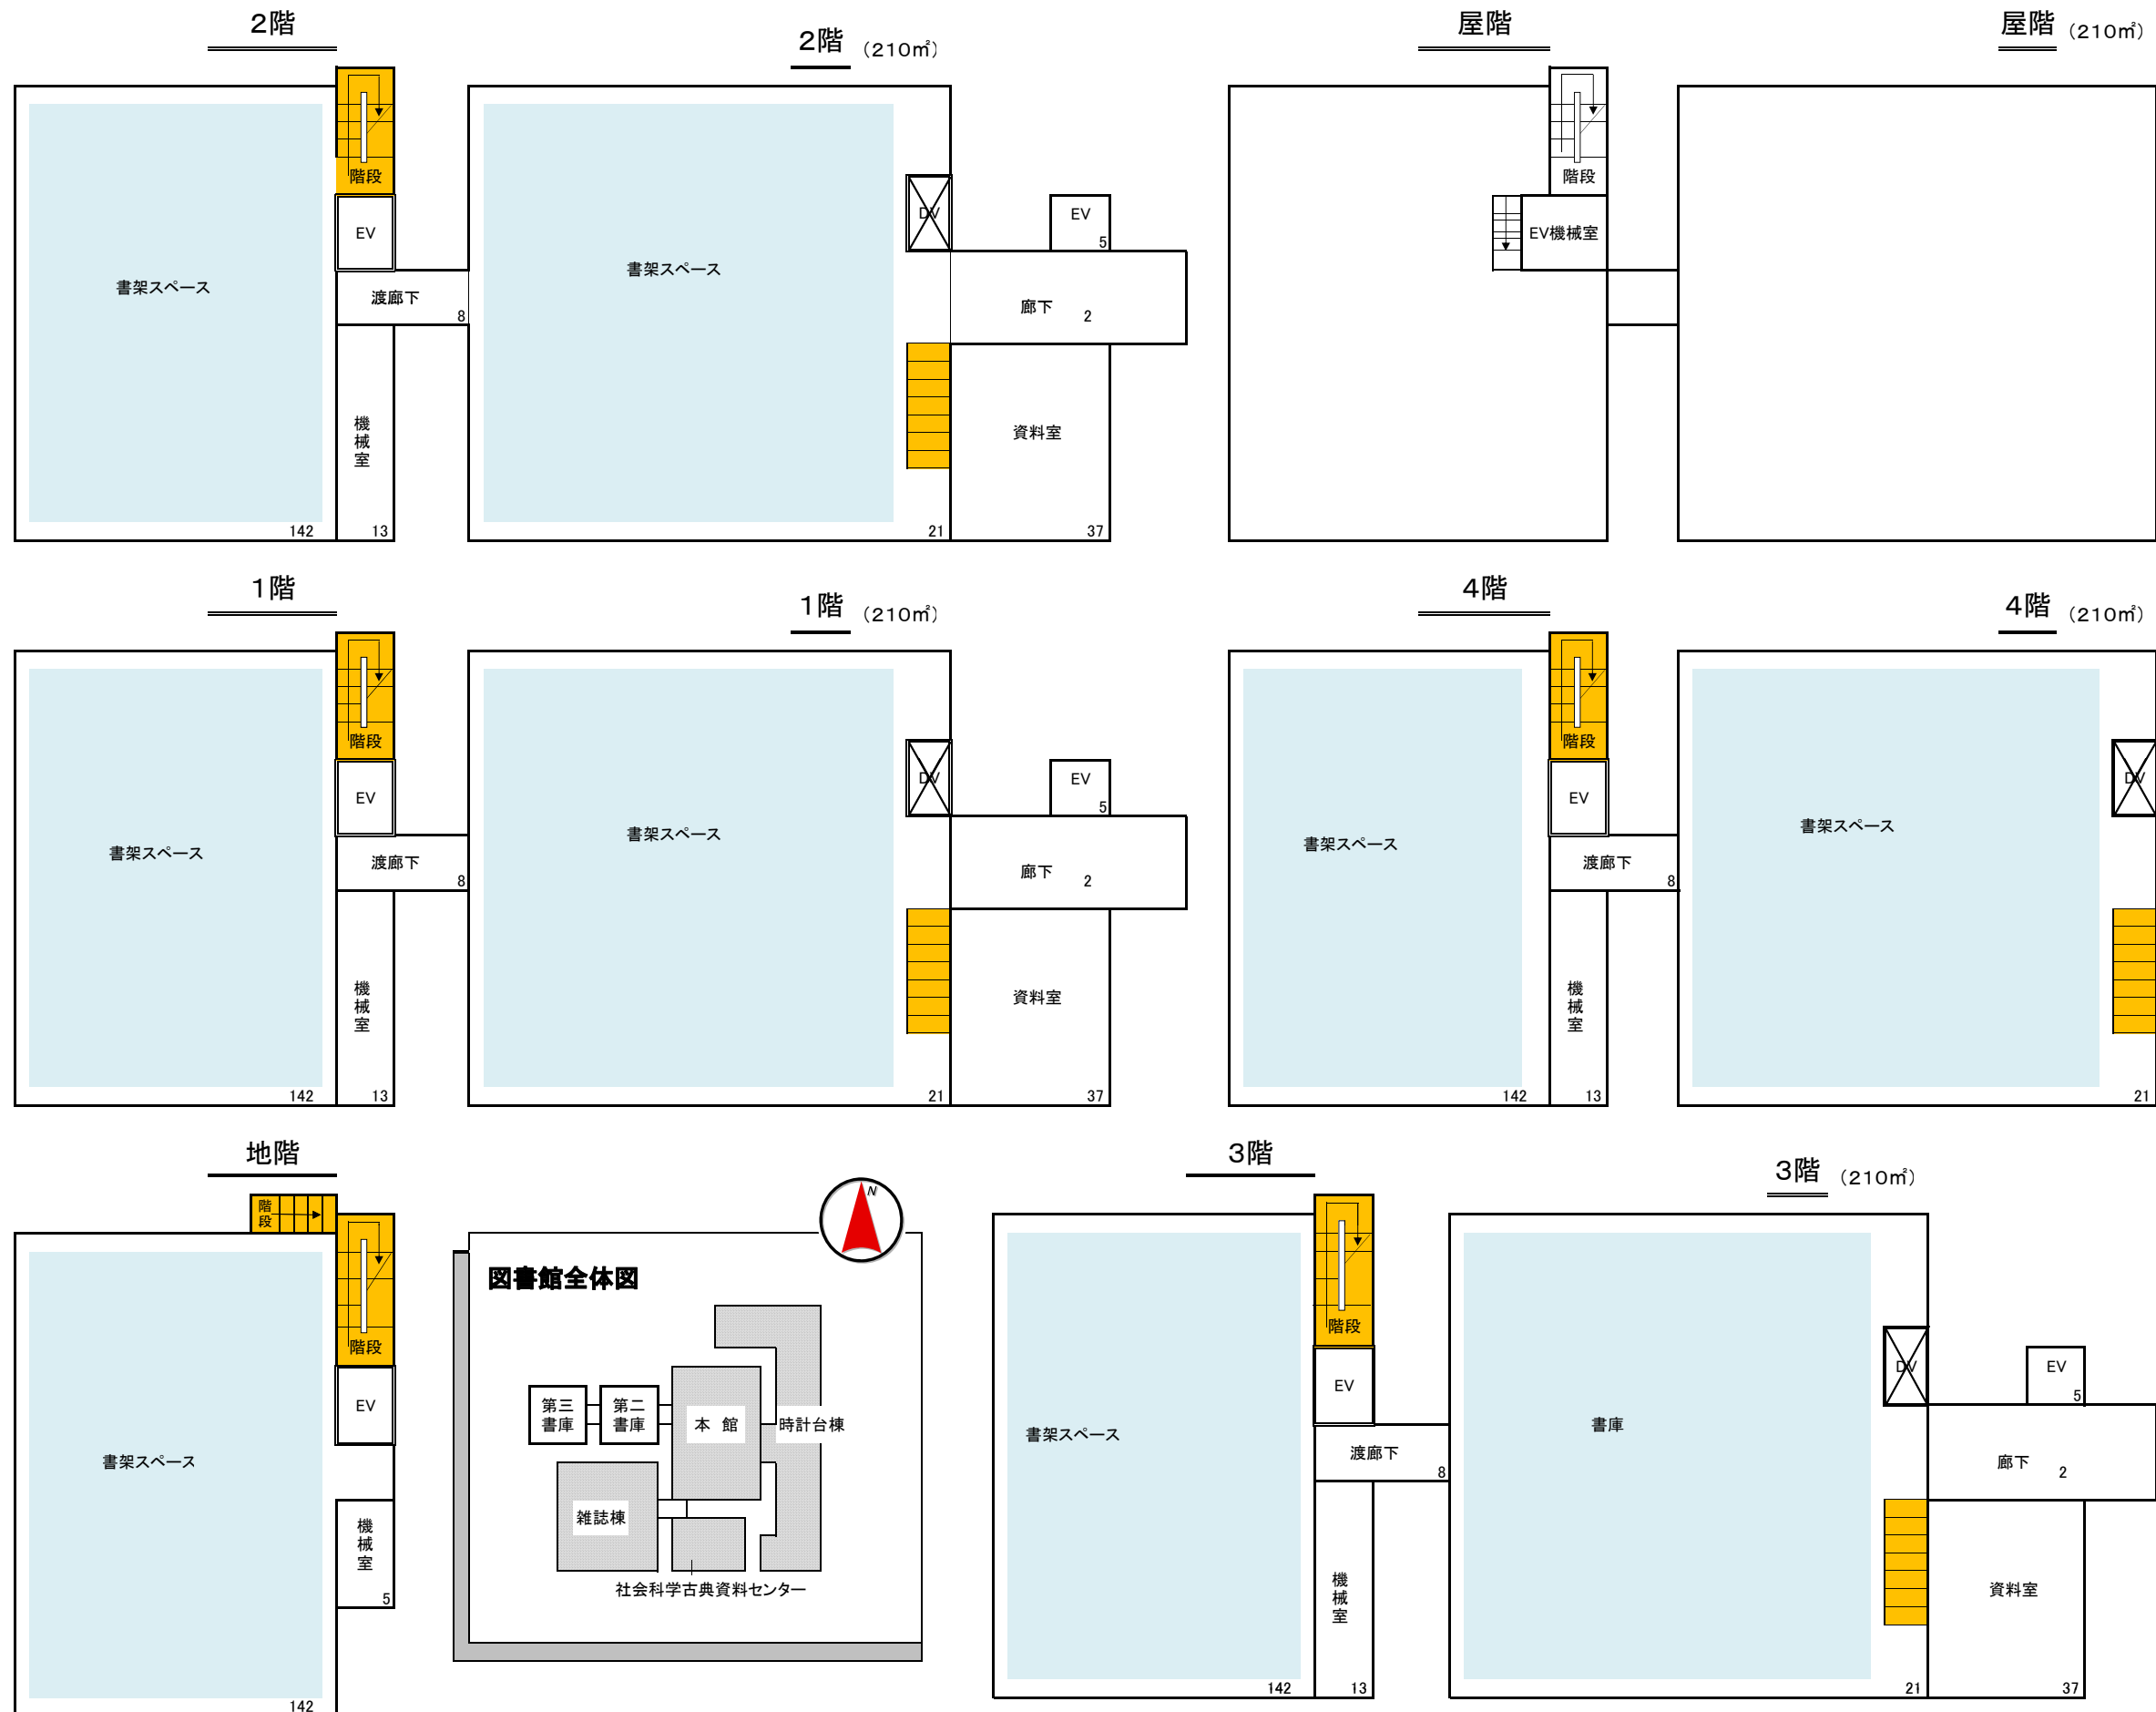 2階
2階 (210㎡)
階段
EV
書架スペース
渡廊下
8
機械室
142
13
書架スペース
DV
EV
5
廊下
2
資料室
21
37
屋階
屋階 (210㎡)
階段
EV機械室
1階
1階 (210㎡)
階段
EV
書架スペース
渡廊下
8
機械室
142
13
書架スペース
DV
EV
5
廊下
2
資料室
21
37
4階
4階 (210㎡)
階段
EV
書架スペース
渡廊下
8
機械室
142
13
書架スペース
DV
21
地階
階段
階段
EV
書架スペース
機械室
5
142
N
図書館全体図
第三
書庫
第二
書庫
本 館
時計台棟
雑誌棟
社会科学古典資料センター
3階
3階 (210㎡)
階段
EV
書架スペース
渡廊下
8
機械室
142
13
書庫
DV
EV
5
廊下
2
資料室
21
37